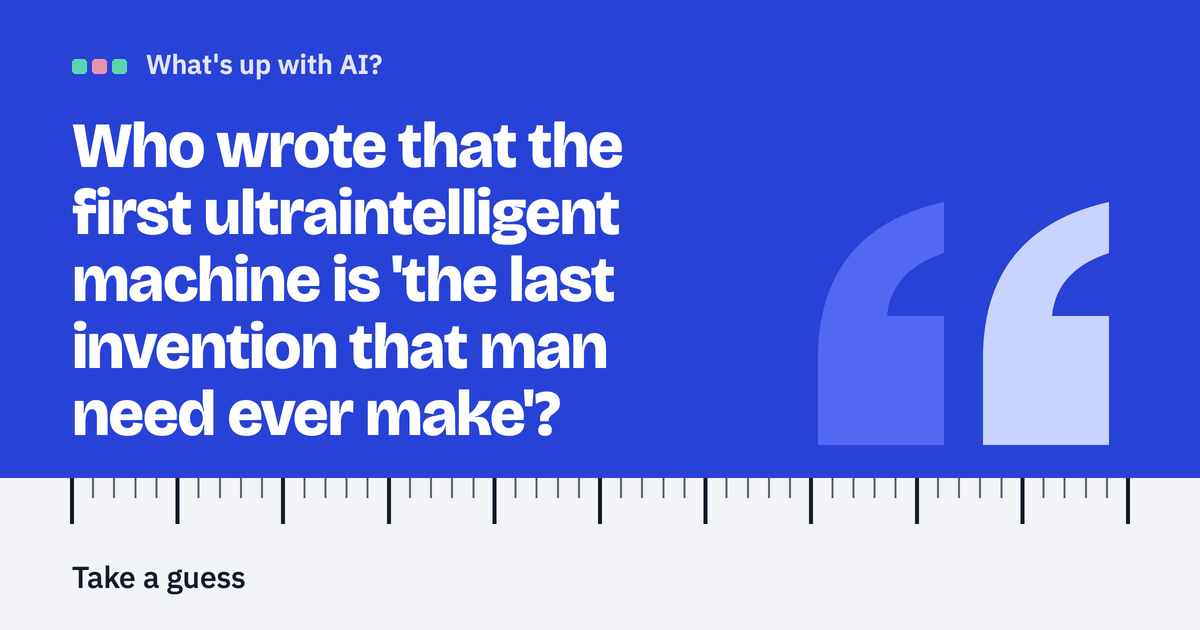 What's up with AI?
Who wrote that the
first ultraintelligent
machine is 'the last
invention that man
need ever make'?
Take a guess